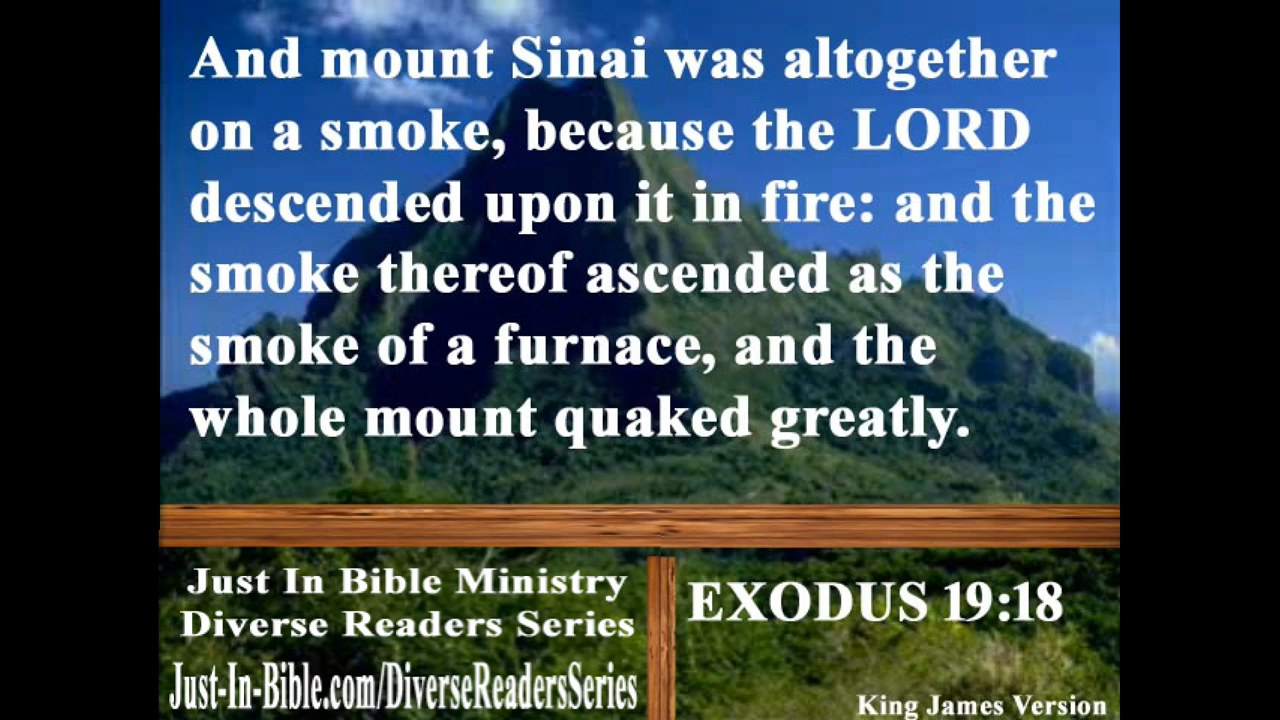 And mount Sinai was altogether
on a smoke, because the LORD
descended upon it in fire: and the
smoke thereof ascended as the
smoke of a furnace, and the
whole mount quaked greatly.
Just In Bible Ministry
Diverse Readers Series
Just-In-Bible.com/DiverseReadersSeries
EXODUS 19:18
King James Version